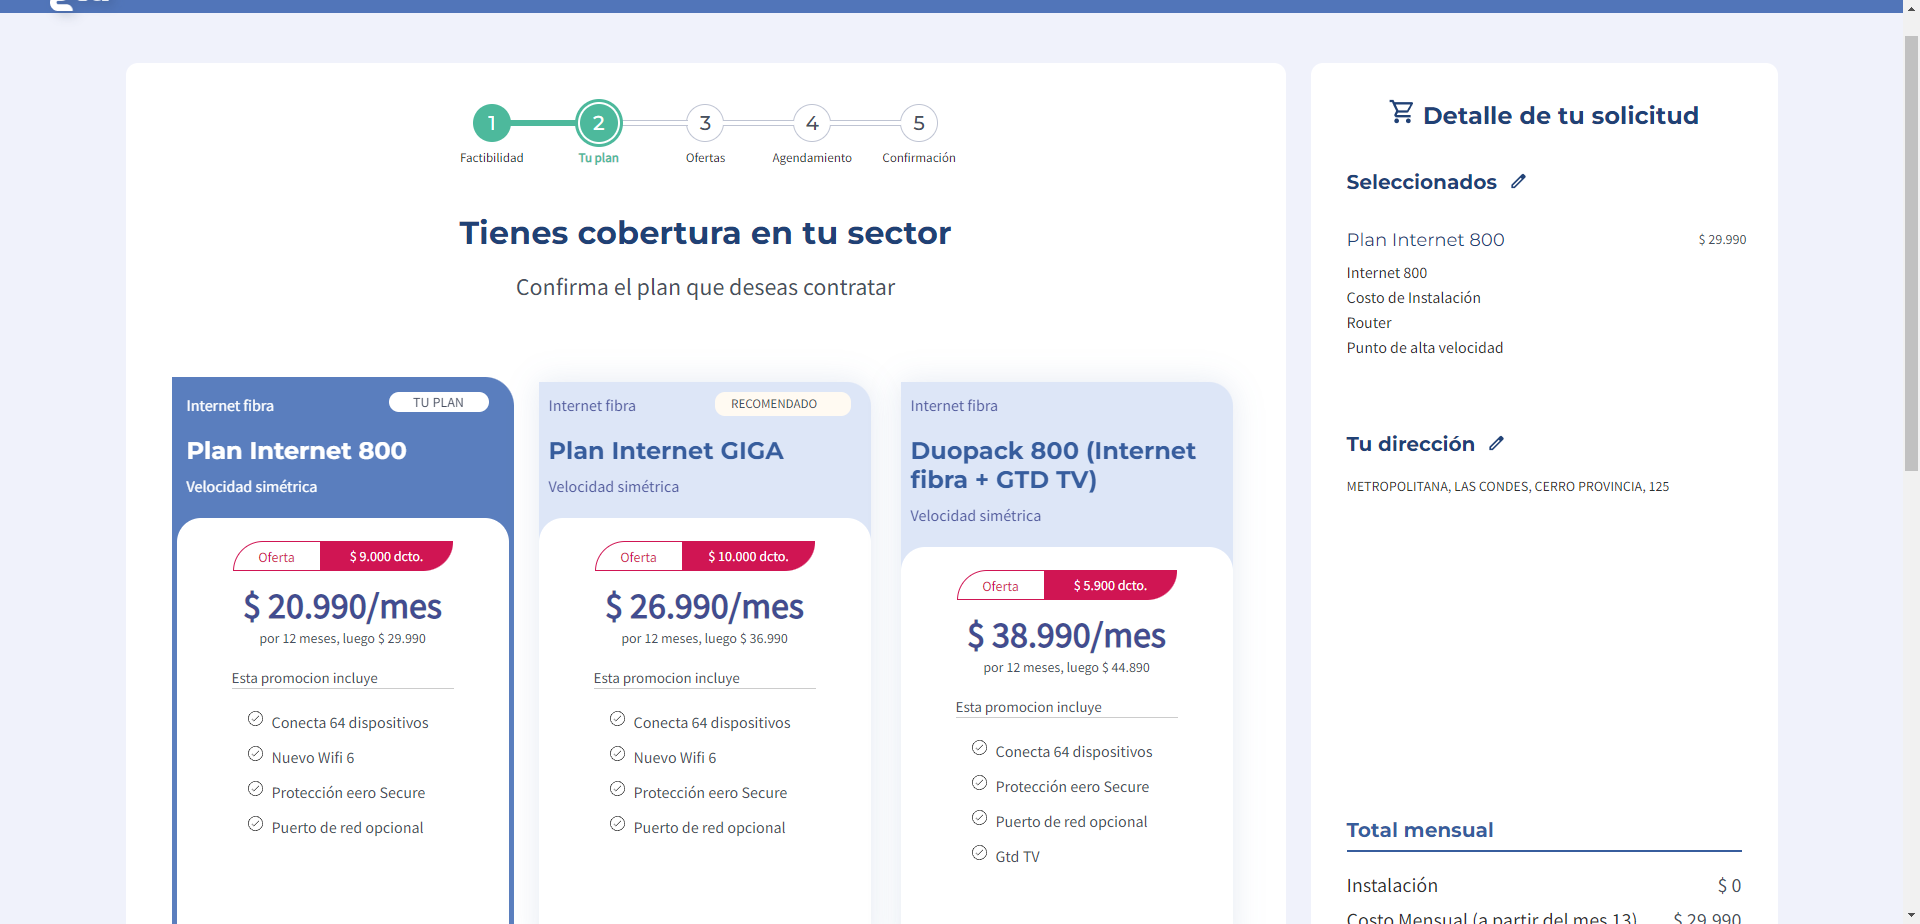 1
2
3
4
5
Factibilidad
Tu plan
Ofertas
Agendamiento
Confirmación
Tienes cobertura en tu sector
Confirma el plan que deseas contratar
Internet fibra
TU PLAN
Plan Internet 800
Velocidad simétrica
Oferta
$ 9.000 dcto.
$ 20.990/mes
por 12 meses, luego $ 29.990
Esta promocion incluye
Conecta 64 dispositivos
Nuevo Wifi 6
Protección eero Secure
Puerto de red opcional
Internet fibra
RECOMENDADO
Plan Internet GIGA
Velocidad simétrica
Oferta
$ 10.000 dcto.
$ 26.990/mes
por 12 meses, luego $ 36.990
Esta promocion incluye
Conecta 64 dispositivos
Nuevo Wifi 6
Protección eero Secure
Puerto de red opcional
Internet fibra
Duopack 800 (Internet
fibra + GTD TV)
Velocidad simétrica
Oferta
$ 5.900 dcto.
$ 38.990/mes
por 12 meses, luego $ 44.890
Esta promocion incluye
Conecta 64 dispositivos
Protección eero Secure
Puerto de red opcional
Gtd TV
Detalle de tu solicitud
Seleccionados
Plan Internet 800 $ 29.990
Internet 800
Costo de Instalación
Router
Punto de alta velocidad
Tu dirección
METROPOLITANA, LAS CONDES, CERRO PROVINCIA, 125
Total mensual
Instalación $ 0
Costo Mensual (a partir del mes 13) $ 29.990